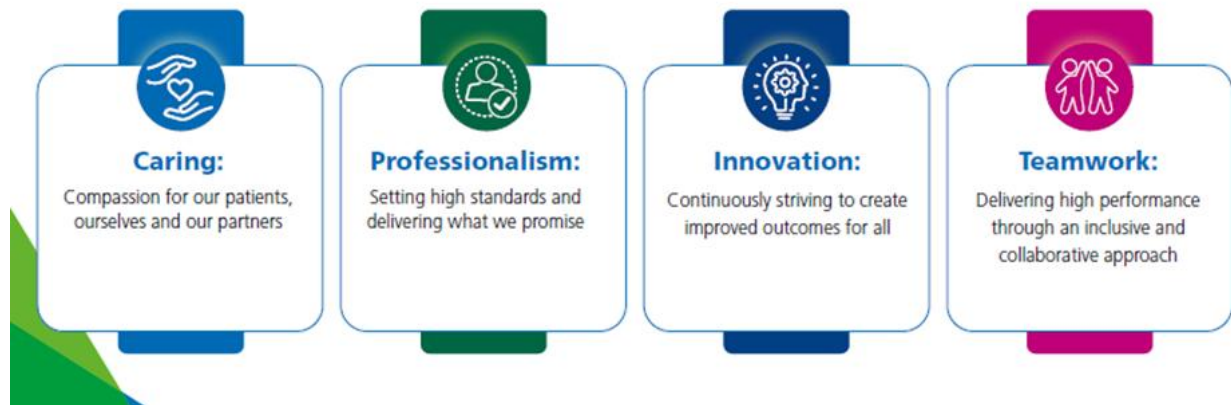 Caring:
Compassion for our patients,
ourselves and our partners
Professionalism:
Setting high standards and
delivering what we promise
Innovation:
Continuously striving to create
improved outcomes for all
Teamwork:
Delivering high performance
through an inclusive and
collaborative approach